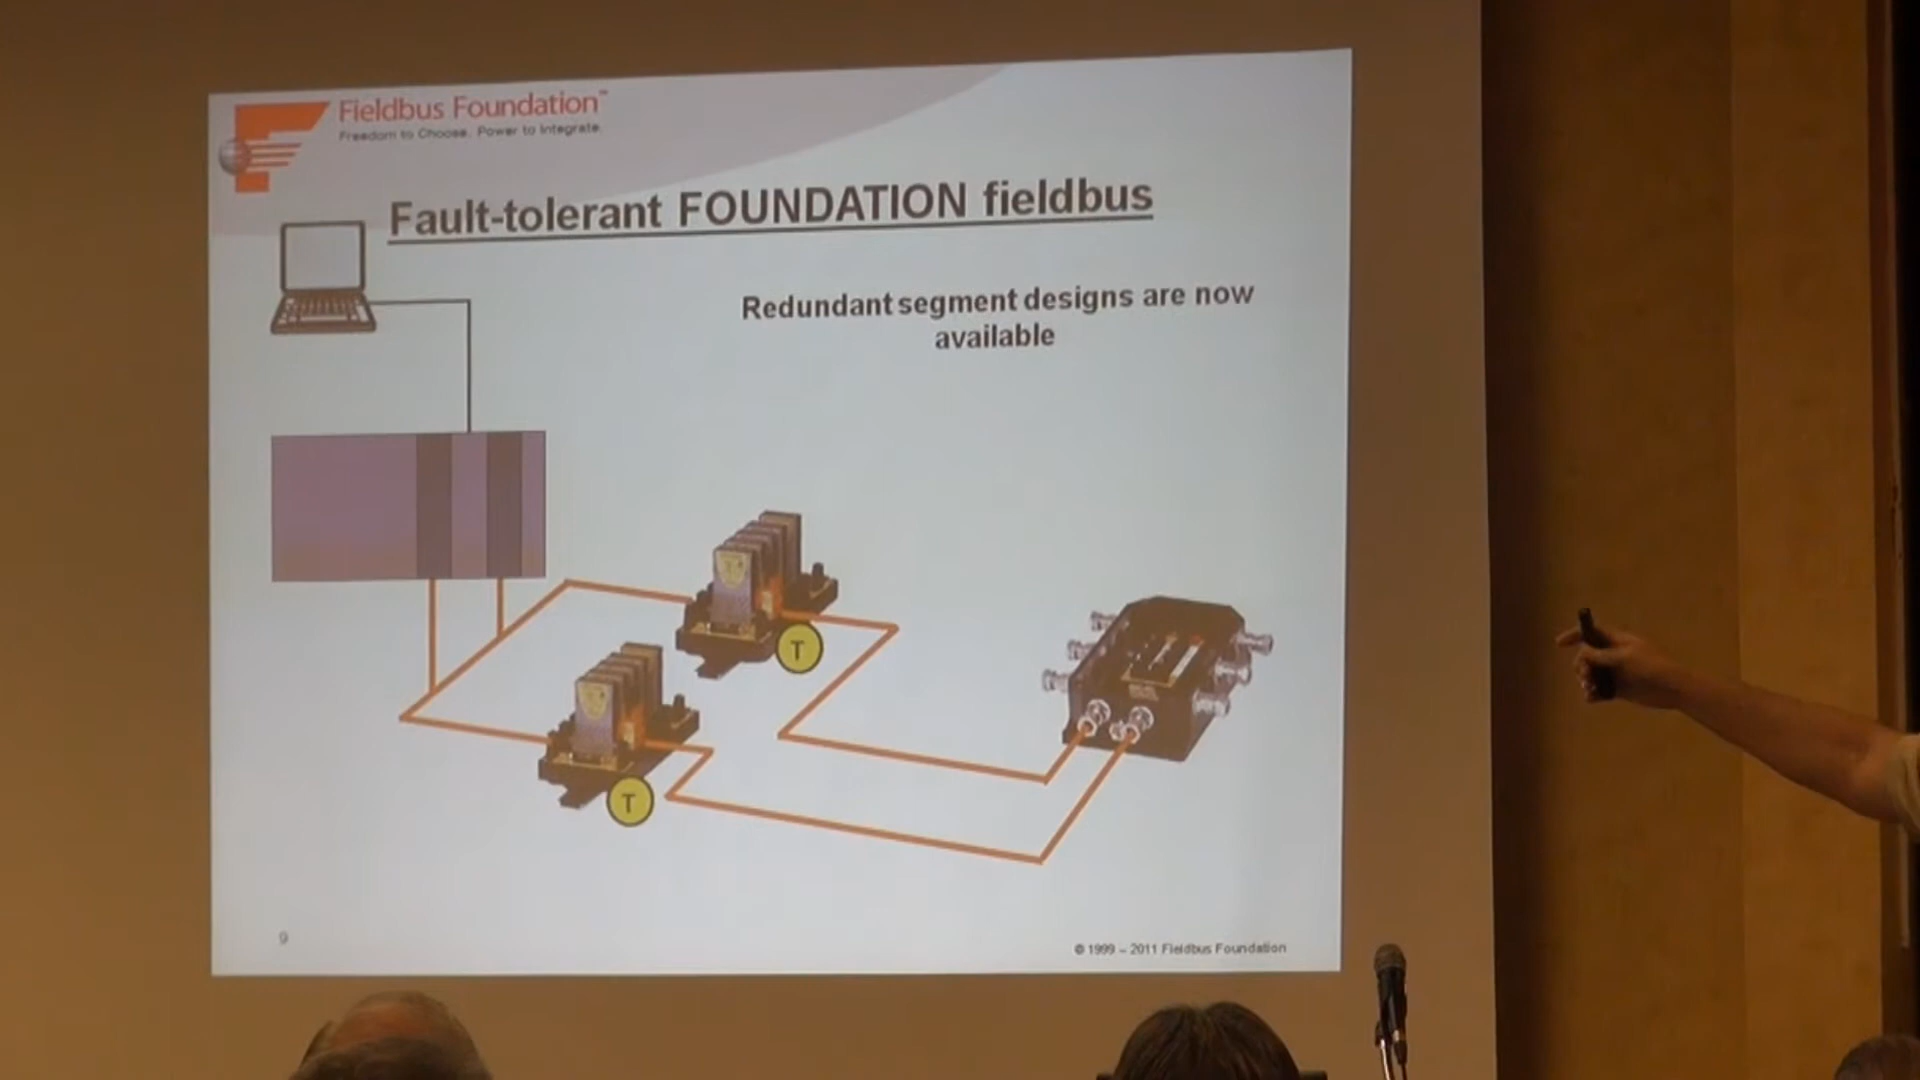 Fieldbus Foundation™
Freedom to Choose. Power to Integrate.
Fault-tolerant FOUNDATION fieldbus
Redundant segment designs are now
available
T
T
9
© 1999 – 2011 Fieldbus Foundation